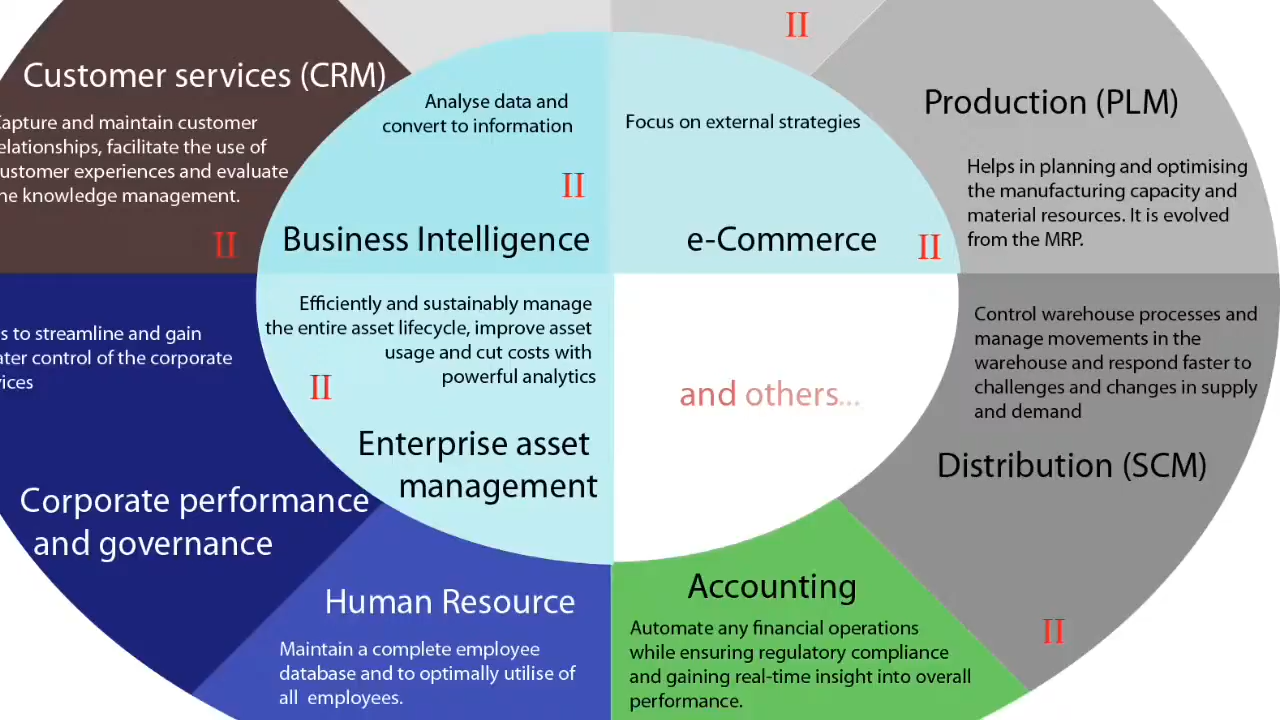 II
Customer services (CRM)
Capture and maintain customer
relationships, facilitate the use of
customer experiences and evaluate
the knowledge management.
II
Analyse data and
convert to information
II
Business Intelligence
Focus on external strategies
e-Commerce
II
Production (PLM)
Helps in planning and optimising
the manufacturing capacity and
material resources. It is evolved
from the MRP.
to streamline and gain
control of the corporate
Corporate performance
and governance
Efficiently and sustainably manage
the entire asset lifecycle, improve asset
usage and cut costs with
powerful analytics
II
Enterprise asset
management
and others...
Control warehouse processes and
manage movements in the
warehouse and respond faster to
challenges and changes in supply
and demand
Distribution (SCM)
II
Human Resource
Maintain a complete employee
database and to optimally utilise of
all employees.
Accounting
Automate any financial operations
while ensuring regulatory compliance
and gaining real-time insight into overall
performance.